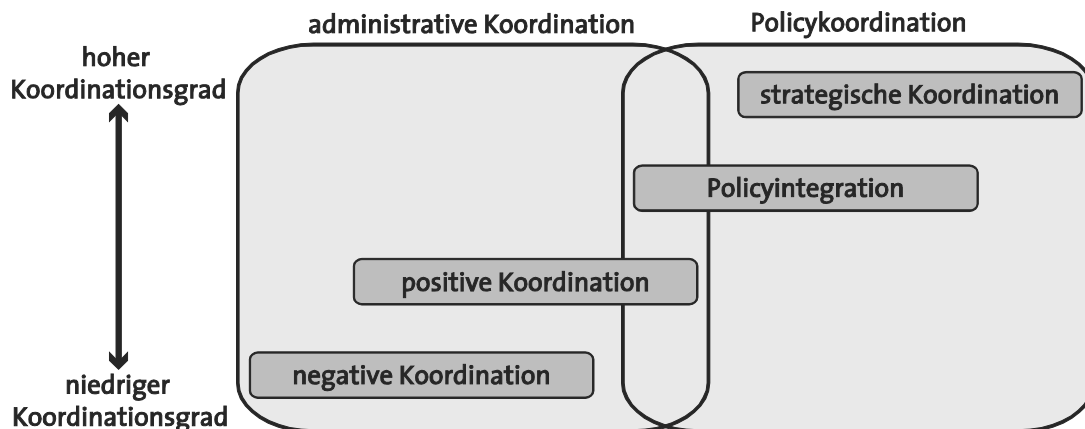 administrative Koordination
Policykoordination
hoher
Koordinationsgrad
strategische Koordination
Policyintegration
positive Koordination
negative Koordination
niedriger
Koordinationsgrad